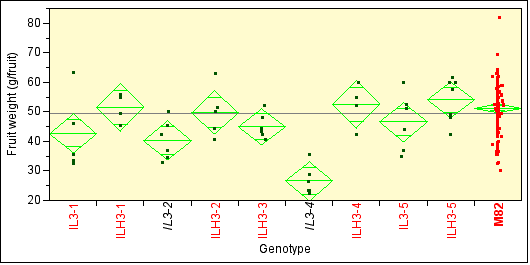 Fruit weight (g/fruit)
80
70
60
50
40
30
20
IL3-1
ILH3-1
IL3-2
ILH3-2
ILH3-3
IL3-4
ILH3-4
IL3-5
ILH3-5
M82
Genotype